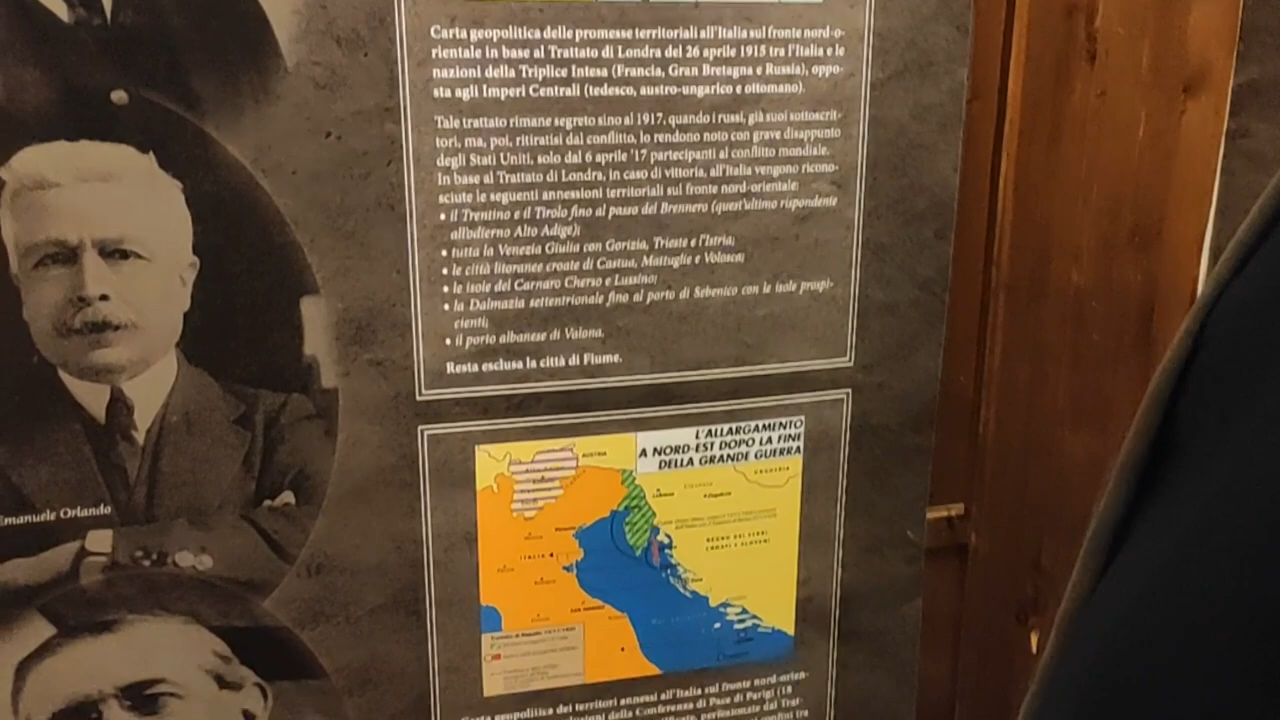 Carta geopolitica delle promesse territoriali all'Italia sul fronte nord-o-
rientale in base al Trattato di Londra del 26 aprile 1915 tra l'Italia e le
nazioni della Triplice Intesa (Francia, Gran Bretagna e Russia), oppo-
sta agli Imperi Centrali (tedesco, austro-ungarico e ottomano).
Tale trattato rimane segreto sino al 1917, quando i russi, già suoi sottoscrit-
tori, ma, poi, ritiratisi dal conflitto, lo rendono noto con grave disappunto
degli Stati Uniti, solo dal 6 aprile '17 partecipanti al conflitto mondiale.
In base al Trattato di Londra, in caso di vittoria, all'Italia vengono ricono-
sciute le seguenti annessioni territoriali sul fronte nord-orientale:
• il Trentino e il Tirolo fino al passo del Brennero (quest'ultimo rispondente
all'odierno Alto Adige);
• tutta la Venezia Giulia con Gorizia, Trieste e l'Istria;
• le città litoranee croate di Castua, Mattuglie e Volosca;
• le isole del Carnaro Cherso e Lussino;
• la Dalmazia settentrionale fino al porto di Sebenico con le isole prospi-
cienti;
• il porto albanese di Valona.
Resta esclusa la città di Fiume.
Emanuele Orlando
L'ALLARGAMENTO
A NORD-EST DOPO LA FINE
DELLA GRANDE GUERRA
AUSTRIA
UNGHERIA
REGNO DEI SERBI
CROATI E SLOVENI
ITALIA
SAN MARINO
Carta geopolitica dei territori annessi all'Italia sul fronte nord-orien-
della Conferenza di Pace di Parigi (18